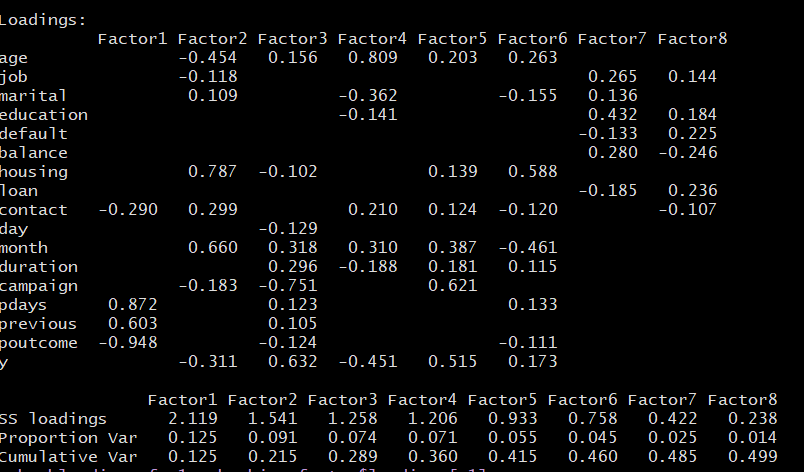 Loadings:
Factor1 Factor2 Factor3 Factor4 Factor5 Factor6 Factor7 Factor8
age -0.454 0.156 0.809 0.203 0.263
job -0.118 0.265 0.144
marital 0.109 -0.362 -0.155 0.136
education -0.141 0.432 0.184
default -0.133 0.225
balance 0.280 -0.246
housing 0.787 -0.102 0.139 0.588
loan -0.185 0.236
contact -0.290 0.299 0.210 0.124 -0.120 -0.107
day -0.129
month 0.660 0.318 0.310 0.387 -0.461
duration 0.296 -0.188 0.181 0.115
campaign -0.183 -0.751 0.621
pdays 0.872 0.123 0.133
previous 0.603 0.105
poutcome -0.948 -0.124 -0.111
y -0.311 0.632 -0.451 0.515 0.173
Factor1 Factor2 Factor3 Factor4 Factor5 Factor6 Factor7 Factor8
SS loadings 2.119 1.541 1.258 1.206 0.933 0.758 0.422 0.238
Proportion Var 0.125 0.091 0.074 0.071 0.055 0.045 0.025 0.014
Cumulative Var 0.125 0.215 0.289 0.360 0.415 0.460 0.485 0.499